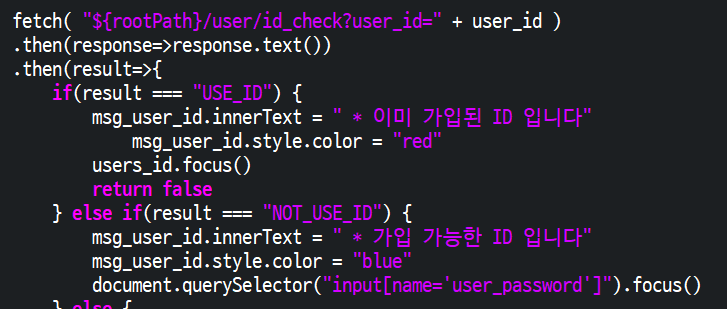 fetch( "${rootPath}/user/id_check?user_id=" + user_id )
.then(response=>response.text())
.then(result=>{
if(result === "USE_ID") {
msg_user_id.innerText = " * 이미 가입된 ID 입니다"
msg_user_id.style.color = "red"
users_id.focus()
return false
} else if(result === "NOT_USE_ID") {
msg_user_id.innerText = " * 가입 가능한 ID 입니다"
msg_user_id.style.color = "blue"
document.querySelector("input[name='user_password']").focus()
} else {